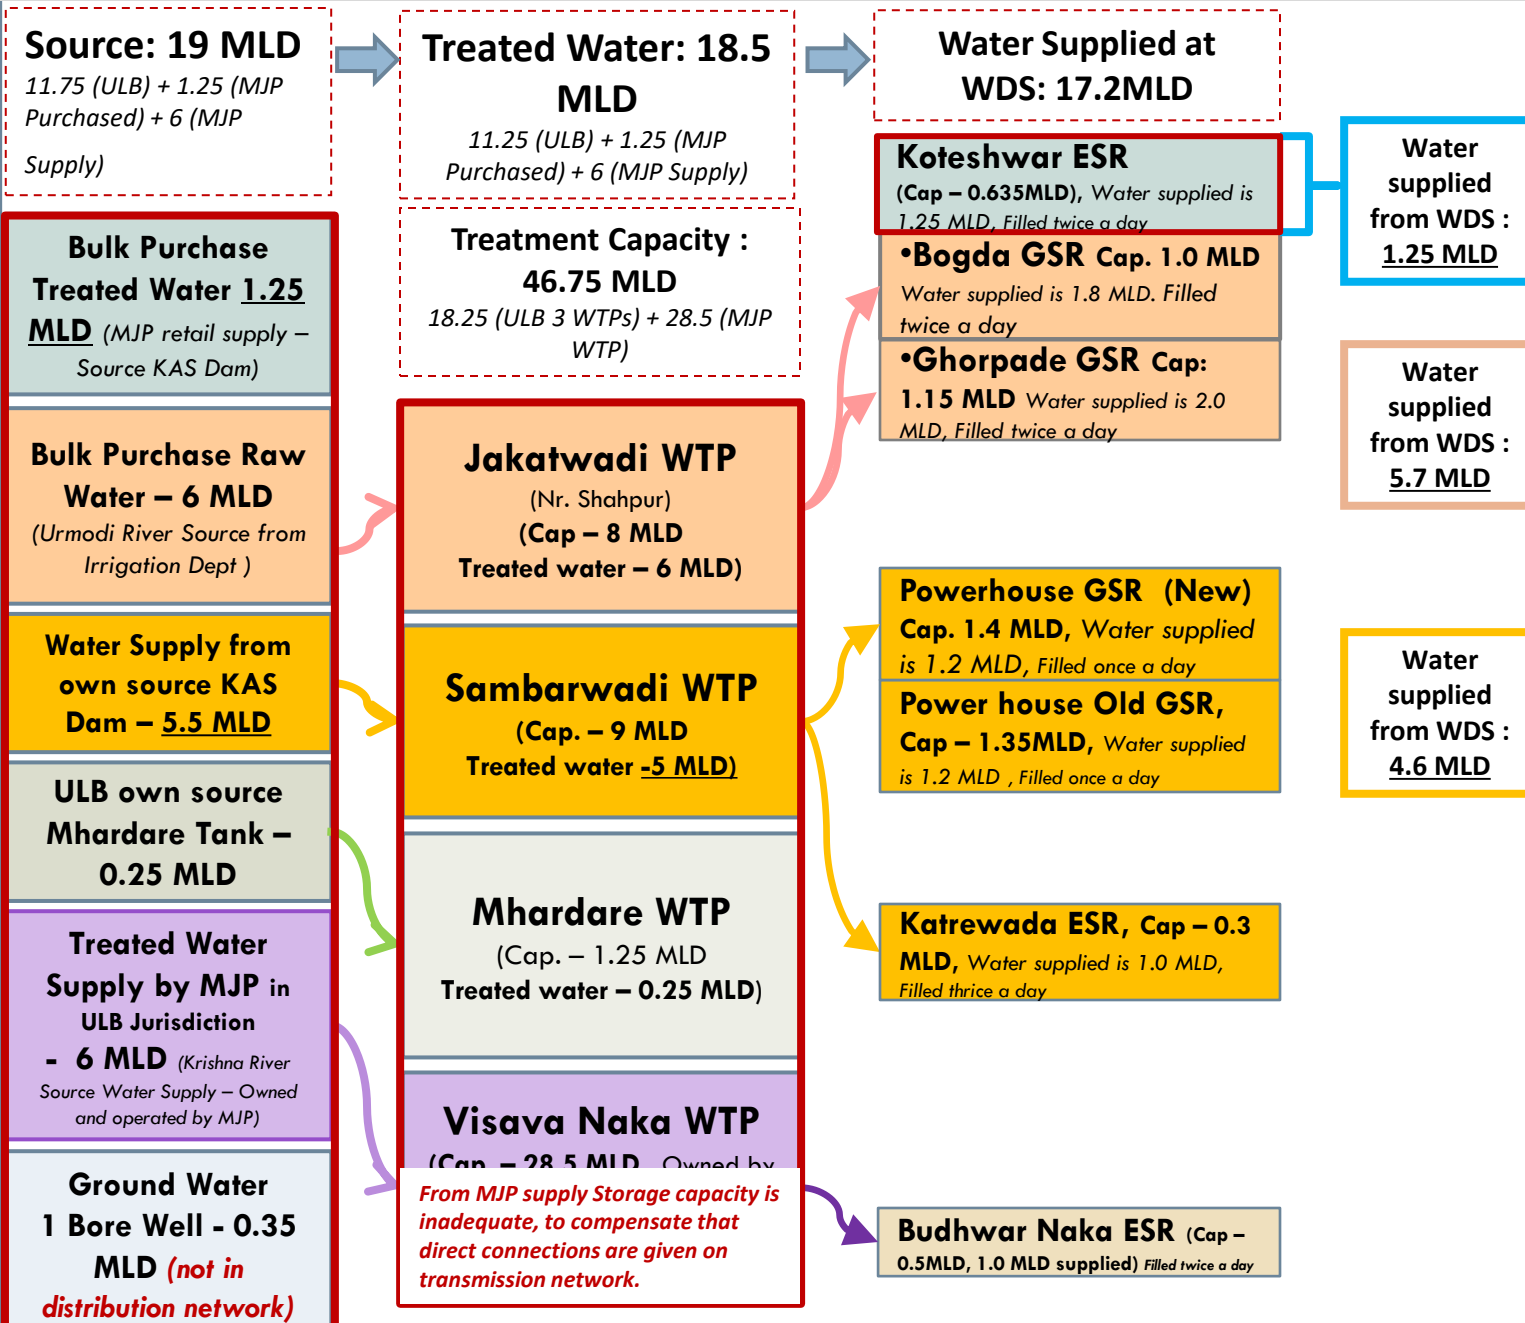 Source: 19 MLD
11.75 (ULB) + 1.25 (MJP
Purchased) + 6 (MJP
Supply)
Treated Water: 18.5
MLD
11.25 (ULB) + 1.25 (MJP
Purchased) + 6 (MJP Supply)
Water Supplied at
WDS: 17.2MLD
Treatment Capacity :
46.75 MLD
18.25 (ULB 3 WTPs) + 28.5 (MJP
WTP)
Bulk Purchase
Treated Water 1.25
MLD (MJP retail supply –
Source KAS Dam)
Bulk Purchase Raw
Water – 6 MLD
(Urmodi River Source from
Irrigation Dept )
Water Supply from
own source KAS
Dam – 5.5 MLD
ULB own source
Mhardare Tank –
0.25 MLD
Treated Water
Supply by MJP in
ULB Jurisdiction
- 6 MLD (Krishna River
Source Water Supply – Owned
and operated by MJP)
Ground Water
1 Bore Well - 0.35
MLD (not in
distribution network)
Jakatwadi WTP
(Nr. Shahpur)
(Cap – 8 MLD
Treated water – 6 MLD)
Sambarwadi WTP
(Cap. – 9 MLD
Treated water -5 MLD)
Mhardare WTP
(Cap. – 1.25 MLD
Treated water – 0.25 MLD)
Visava Naka WTP
(Cap. – 28.5 MLD Owned by
From MJP supply Storage capacity is
inadequate, to compensate that
direct connections are given on
transmission network.
Koteshwar ESR
(Cap – 0.635MLD), Water supplied is
1.25 MLD, Filled twice a day
•Bogda GSR Cap. 1.0 MLD
Water supplied is 1.8 MLD. Filled
twice a day
•Ghorpade GSR Cap:
1.15 MLD Water supplied is 2.0
MLD, Filled twice a day
Powerhouse GSR (New)
Cap. 1.4 MLD, Water supplied
is 1.2 MLD, Filled once a day
Power house Old GSR,
Cap – 1.35MLD, Water supplied
is 1.2 MLD , Filled once a day
Katrewada ESR, Cap – 0.3
MLD, Water supplied is 1.0 MLD,
Filled thrice a day
Budhwar Naka ESR (Cap –
0.5MLD, 1.0 MLD supplied) Filled twice a day
Water
supplied
from WDS :
1.25 MLD
Water
supplied
from WDS :
5.7 MLD
Water
supplied
from WDS :
4.6 MLD